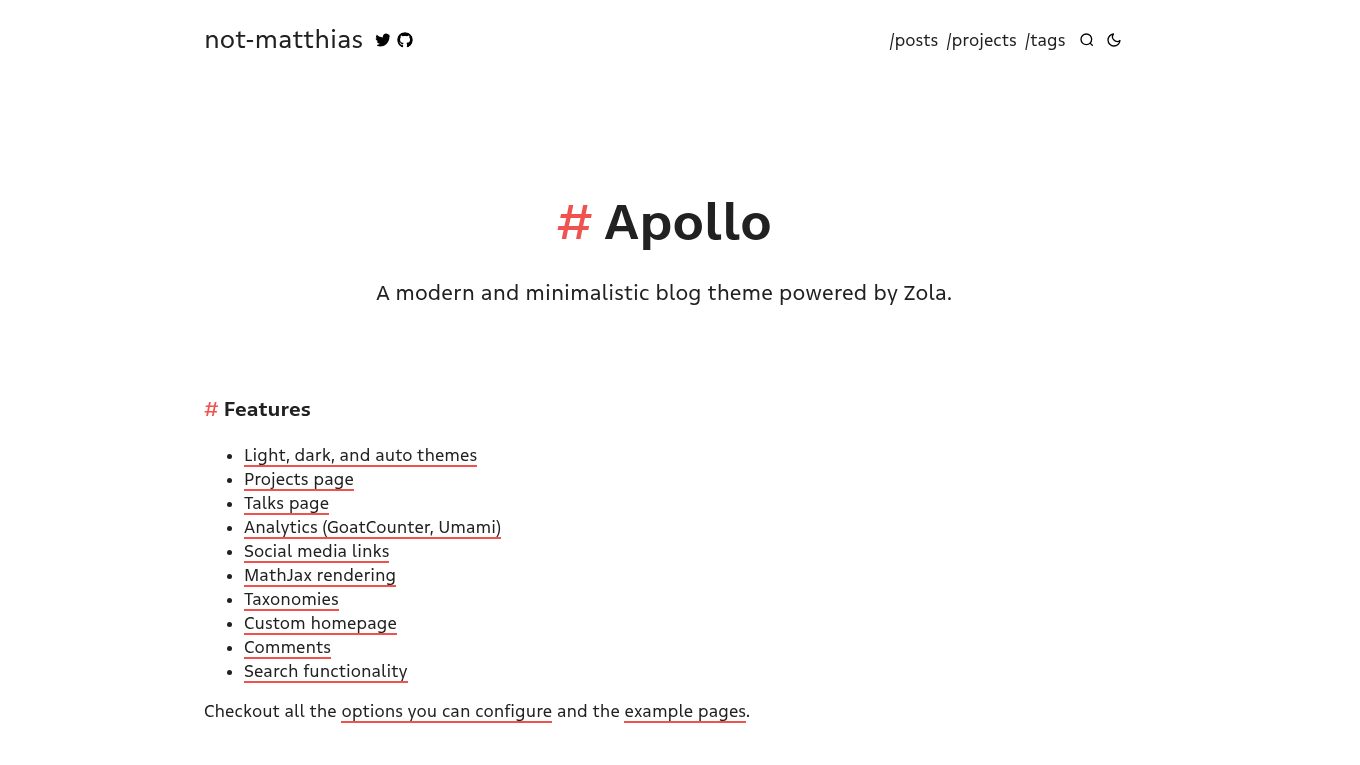 not-matthias
/posts /projects /tags
# Apollo
A modern and minimalistic blog theme powered by Zola.
# Features
• Light, dark, and auto themes
• Projects page
• Talks page
• Analytics (GoatCounter, Umami)
• Social media links
• MathJax rendering
• Taxonomies
• Custom homepage
• Comments
• Search functionality
Checkout all the options you can configure and the example pages.